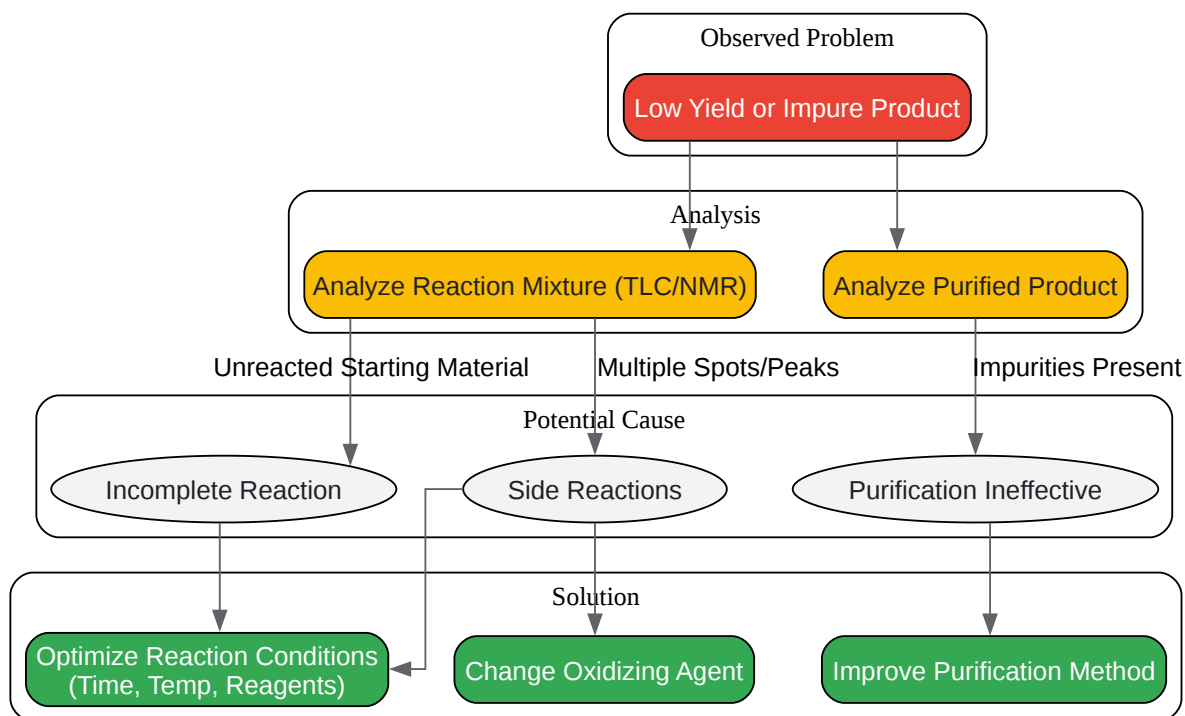 Observed Problem
Low Yield or Impure Product
Analysis
Analyze Reaction Mixture (TLC/NMR)
Analyze Purified Product
Unreacted Starting Material
Multiple Spots/Peaks
Impurities Present
Potential Cause
Incomplete Reaction
Side Reactions
Purification Ineffective
Solution
Optimize Reaction Conditions
(Time, Temp, Reagents)
Change Oxidizing Agent
Improve Purification Method